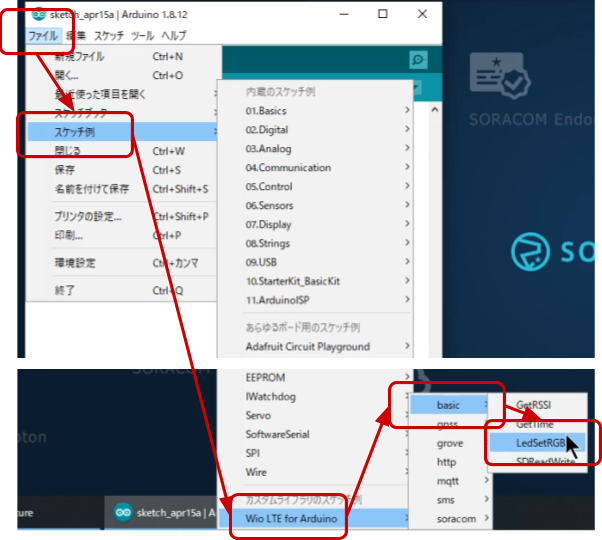 sketch_apr15a | Arduino 1.8.12
ファイル 編集 スケッチ ツール ヘルプ
新規ファイル Ctrl+N
開く... Ctrl+O
最近使った項目を開く
スケッチブック
スケッチ例
閉じる Ctrl+W
保存 Ctrl+S
名前を付けて保存 Ctrl+Shift+S
プリンタの設定... Ctrl+Shift+P
印刷... Ctrl+P
環境設定 Ctrl+カンマ
終了 Ctrl+Q
内蔵のスケッチ例
01.Basics
02.Digital
03.Analog
04.Communication
05.Control
06.Sensors
07.Display
08.Strings
09.USB
10.StarterKit_BasicKit
11.ArduinoISP
あらゆるボード用のスケッチ例
Adafruit Circuit Playground
SORACOM Endo
SO
SORACOM
EEPROM
IWatchdog
Servo
SoftwareSerial
SPI
Wire
カスタムライブラリのスケッチ例
Wio LTE for Arduino
basic
gnss
grove
http
mqtt
sms
soracom
GetRSSI
GetTime
LedSetRGB
SDReadWrite
oton
ture
sketch_apr15a | A